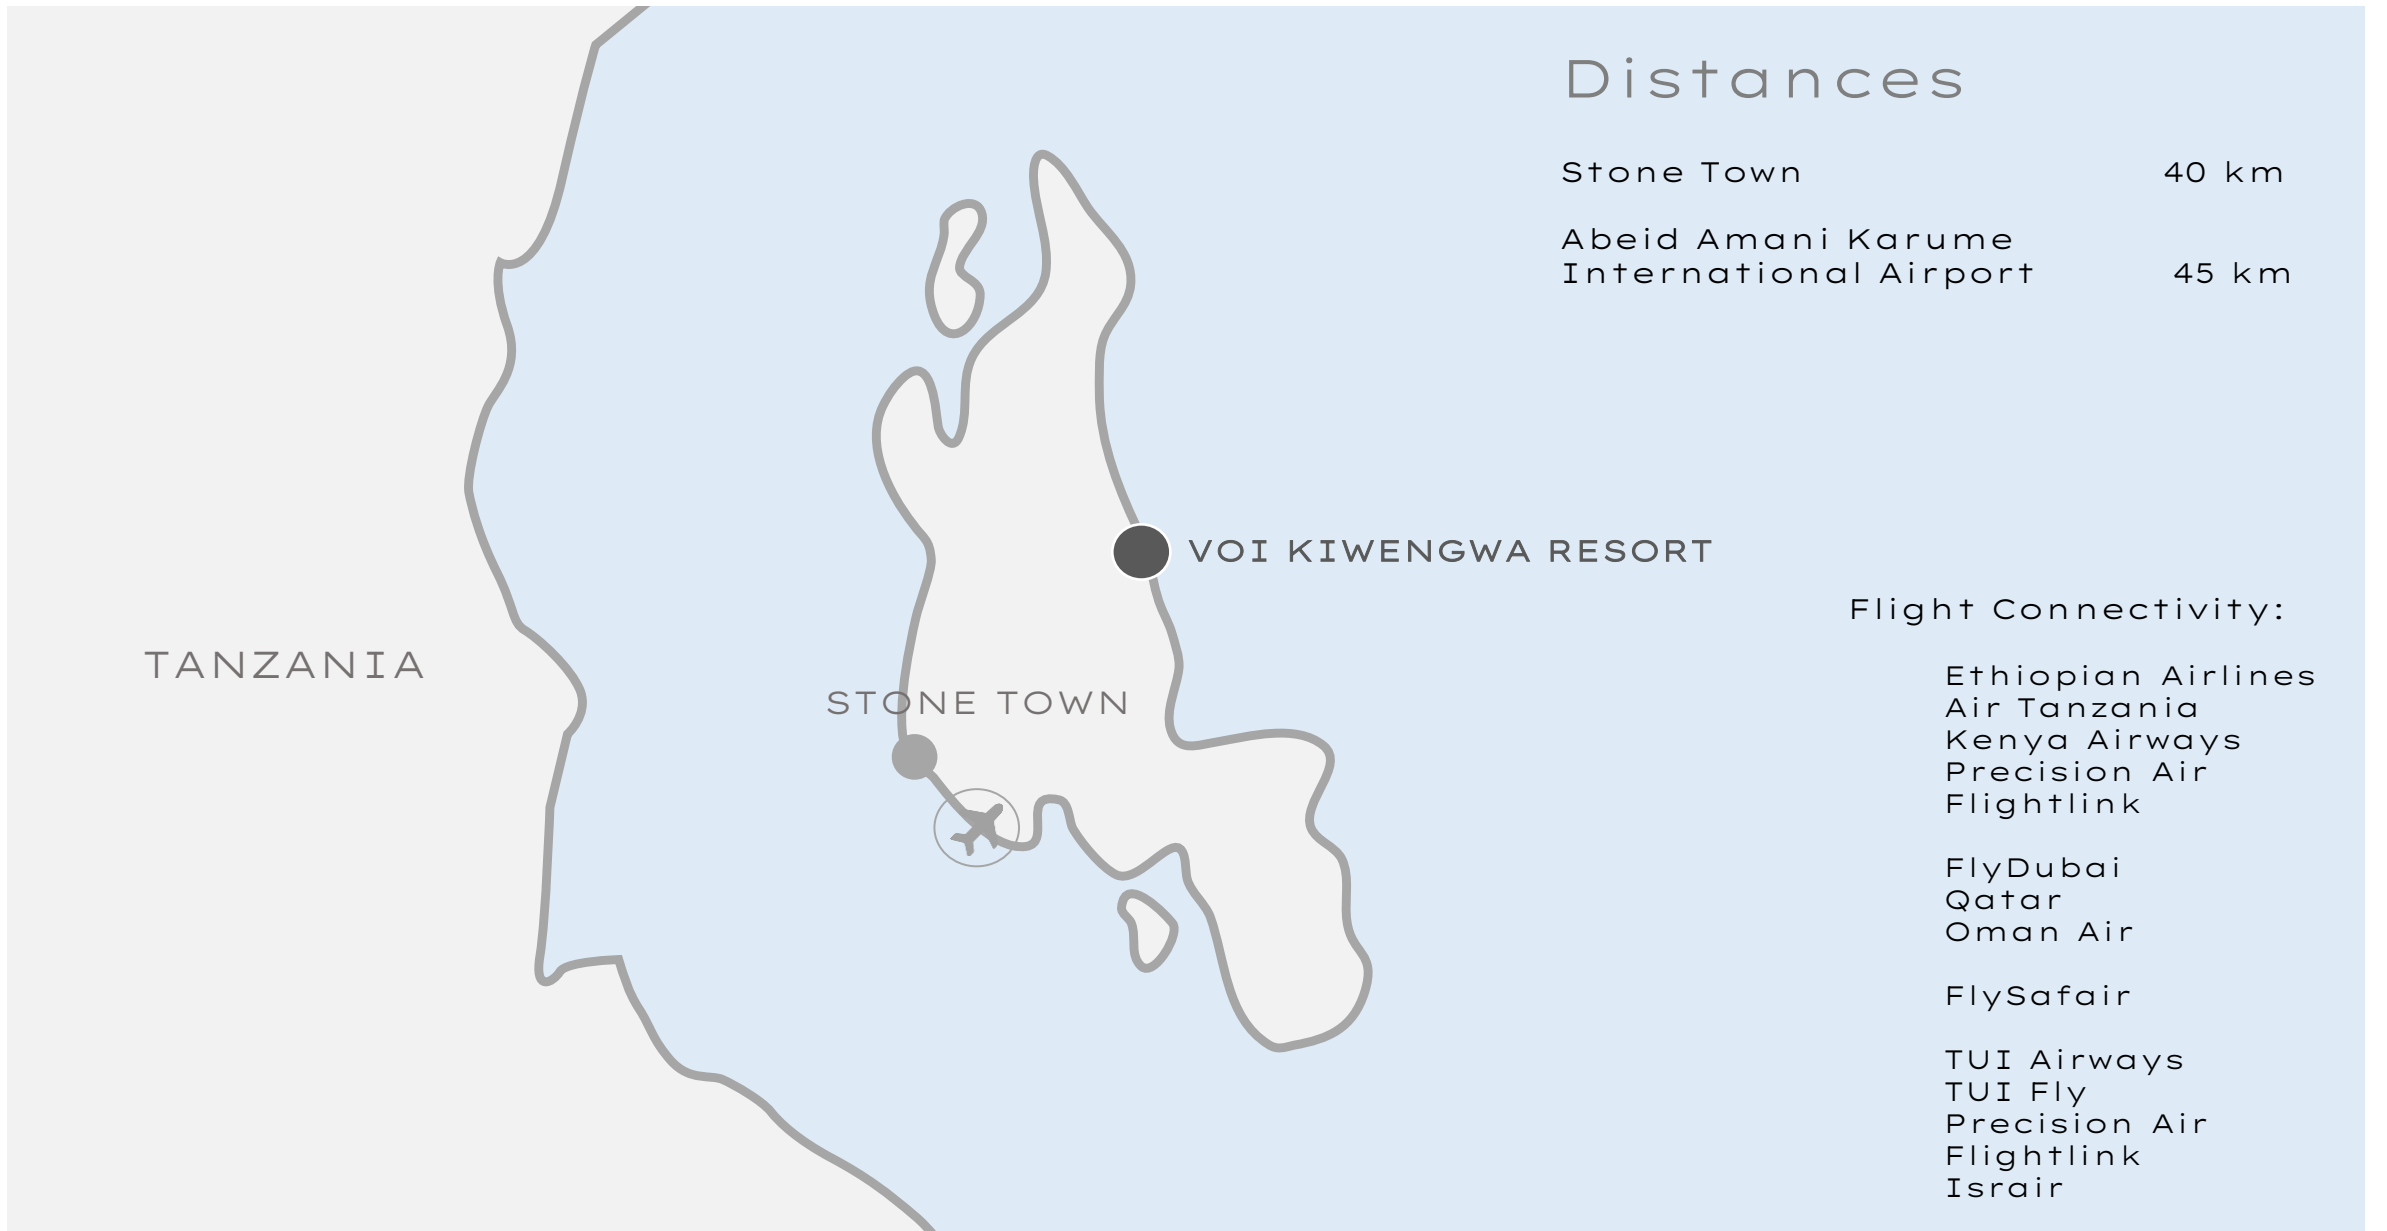 Distances
Stone Town 40 km
Abeid Amani Karume
International Airport 45 km
VOI KIWENGWA RESORT
TANZANIA
STONE TOWN
Flight Connectivity:
Ethiopian Airlines
Air Tanzania
Kenya Airways
Precision Air
Flightlink
FlyDubai
Qatar
Oman Air
FlySafair
TUI Airways
TUI Fly
Precision Air
Flightlink
Israir